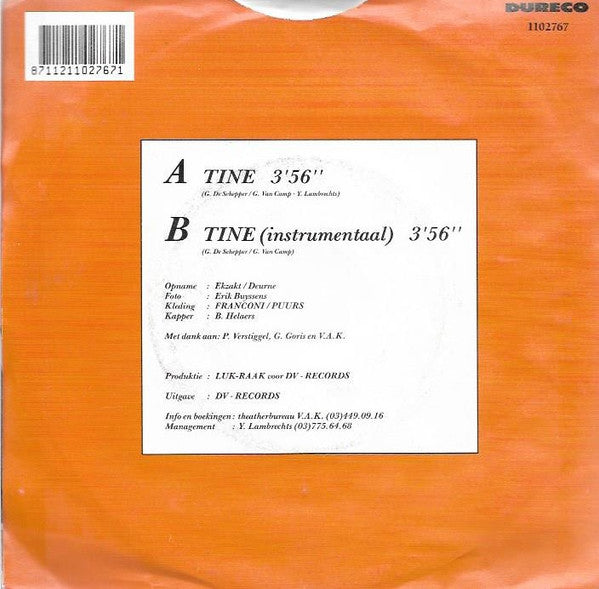 DURECO
1102767
8711211027671
A TINE 3'56''
(G. De Schepper / G. Van Camp - Y. Lambrechts)
B TINE (instrumentaal) 3'56''
(G. De Schepper / G. Van Camp)
Opname : Ekzakt / Deurne
Foto : Erik Buyssens
Kleding : FRANCONI / PUURS
Kapper : B. Helaers
Met dank aan: P. Verstiggel, G. Goris en V.A.K.
Produktie : LUK-RAAK voor DV - RECORDS
Uitgave : DV - RECORDS
Info en boekingen : theatherbureau V.A.K. (03)449.09.16
Management : Y. Lambrechts (03)775.64.68